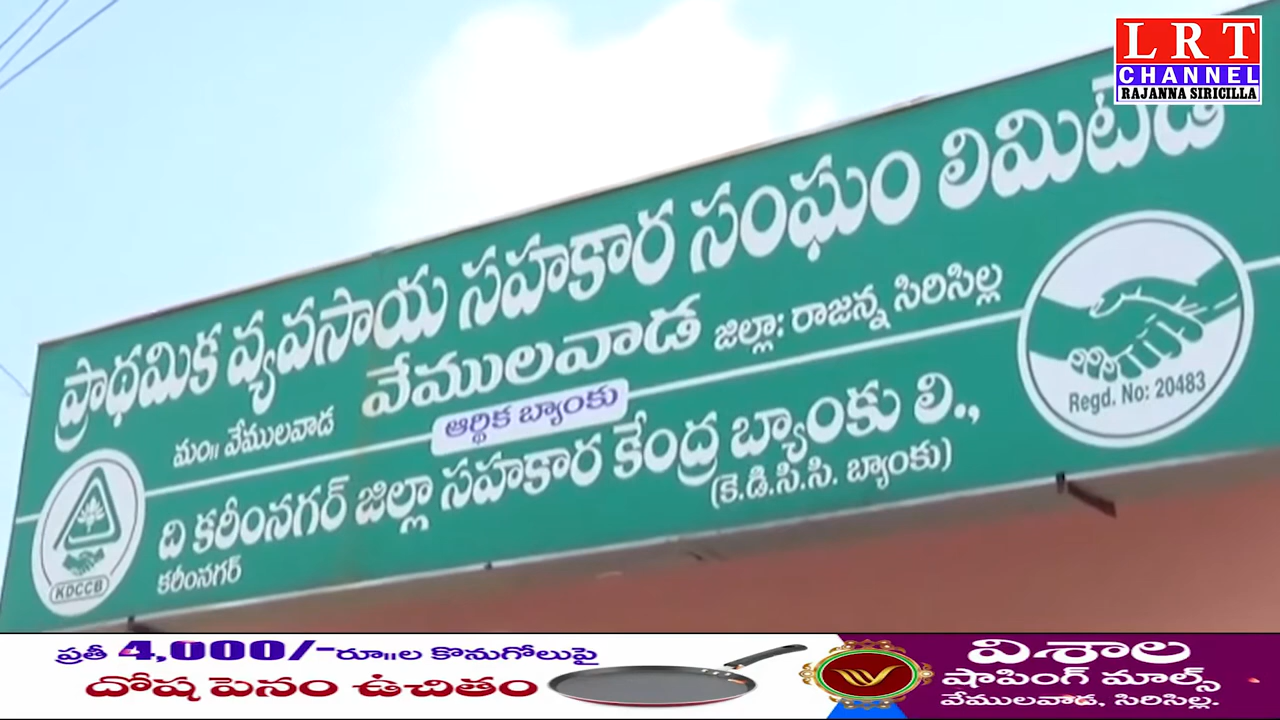 LRT
CHANNEL
RAJANNA SIRICILLA
ప్రాథమిక వ్యవసాయ సహకార సంఘం లిమిటెడ్
మం॥ వేములవాడ వేములవాడ జిల్లా: రాజన్న సిరిసిల్ల
ఆర్థిక బ్యాంకు
ది కరీంనగర్ జిల్లా సహకార కేంద్ర బ్యాంకు లి.,
కరీంనగర్ (కె.డి.సి.సి. బ్యాంకు)
KDCCB
Regd. No: 20483
ప్రతీ 4,000/-రూ॥ల కొనుగోలుపై
దోష పెనం ఉచితం
విశాల
షాపింగ్ మాల్స్
వేములవాడ, సిరిసిల్ల.